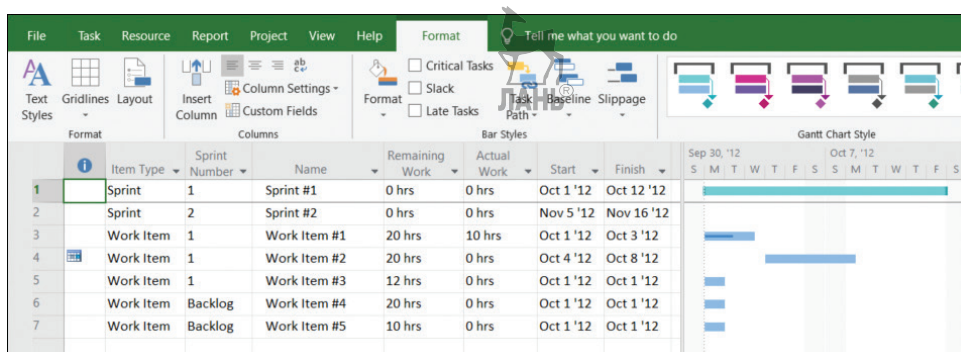 File Task Resource Report Project View Help Format Tell me what you want to do
Critical Tasks
Column Settings
Slack
Text Styles Gridlines Layout Insert Column Format Task Path Baseline Slippage
Custom Fields
Late Tasks
ЛАНЬ®
Format Columns Bar Styles Gantt Chart Style
Sprint Remaining Actual Sep 30, '12 Oct 7, '12
Item Type Number Name Work Work Start Finish S M T W T F S S M T W T F S
1 Sprint 1 Sprint #1 0 hrs 0 hrs Oct 1 '12 Oct 12 '12
2 Sprint 2 Sprint #2 0 hrs 0 hrs Nov 5 '12 Nov 16 '12
3 Work Item 1 Work Item #1 20 hrs 10 hrs Oct 1 '12 Oct 3 '12
4 Work Item 1 Work Item #2 20 hrs 0 hrs Oct 4 '12 Oct 8 '12
5 Work Item 1 Work Item #3 12 hrs 0 hrs Oct 1 '12 Oct 1 '12
6 Work Item Backlog Work Item #4 20 hrs 0 hrs Oct 1 '12 Oct 1 '12
7 Work Item Backlog Work Item #5 10 hrs 0 hrs Oct 1 '12 Oct 1 '12